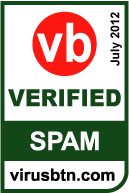 vb
July 2012
VERIFIED
SPAM
virusbtn.com